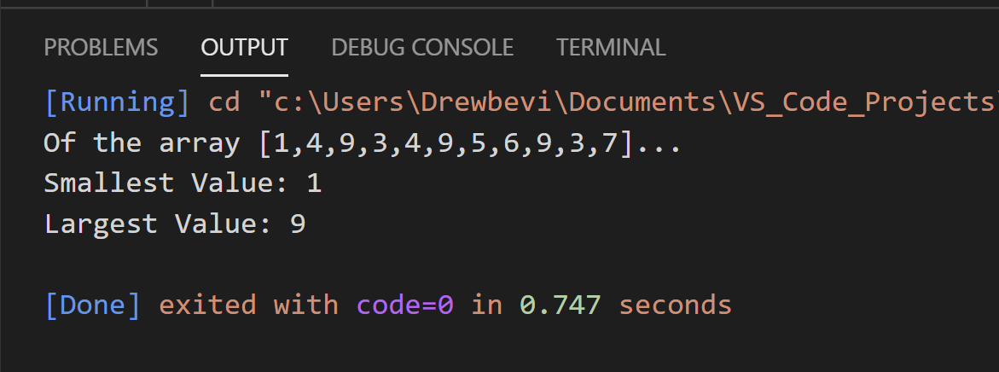 PROBLEMS OUTPUT DEBUG CONSOLE TERMINAL
[Running] cd "c:\Users\Drewbevi\Documents\VS_Code_Projects\
Of the array [1,4,9,3,4,9,5,6,9,3,7]...
Smallest Value: 1
Largest Value: 9
[Done] exited with code=0 in 0.747 seconds